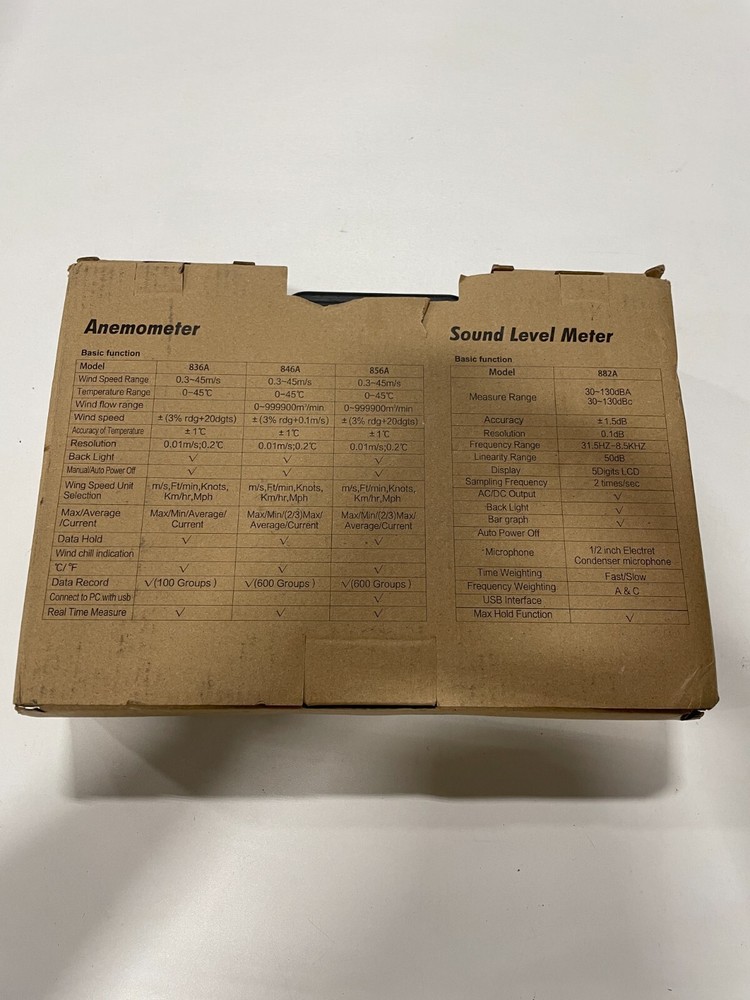 Anemometer
Basic function
Model 836A 846A 856A
Wind Speed Range 0.3~45m/s 0.3~45m/s 0.3~45m/s
Temperature Range 0~45℃ 0~45℃ 0~45℃
Wind flow range 0~999900m³/min 0~999900m³/min
Wind speed ±(3% rdg+20dgts) ±(3% rdg+0.1m/s) ±(3% rdg+20dgts)
Accuracy of Temperature ±1℃ ±1℃ ±1℃
Resolution 0.01m/s;0.2℃ 0.01m/s;0.2℃ 0.01m/s;0.2℃
Back Light √ √ √
Manual/Auto Power Off √ √ √
Wing Speed Unit m/s,Ft/min,Knots, m/s,Ft/min,Knots, m/s,Ft/min,Knots,
Selection Km/hr,Mph Km/hr,Mph Km/hr,Mph
Max/Average Max/Min/Average/ Max/Min/(2/3)Max/ Max/Min/(2/3)Max/
/Current Current Average/Current Average/Current
Data Hold √ √ √
Wind chill indication
℃/℉ √ √ √
Data Record √(100 Groups) √(600 Groups) √(600 Groups)
Connect to PC with usb √
Real Time Measure √ √ √
Sound Level Meter
Basic function
Model 882A
Measure Range 30~130dBA
30~130dBc
Accuracy ±1.5dB
Resolution 0.1dB
Frequency Range 31.5HZ~8.5KHZ
Linearity Range 50dB
Display 5Digits LCD
Sampling Frequency 2 times/sec
AC/DC Output √
Back Light √
Bar graph √
Auto Power Off
Microphone 1/2 inch Electret
Condenser microphone
Time Weighting Fast/Slow
Frequency Weighting A & C
USB Interface
Max Hold Function √